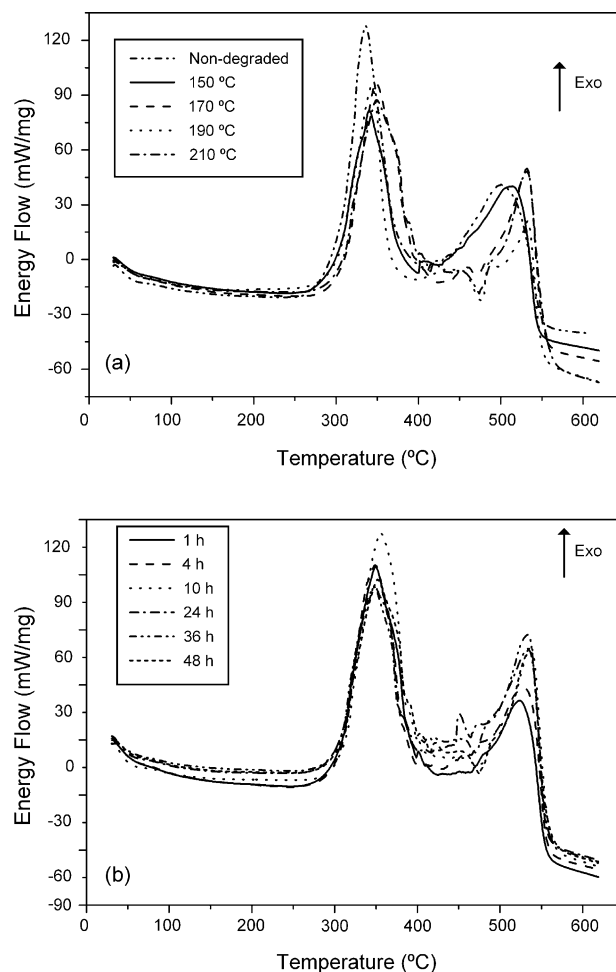 120
90
60
30
0
-30
-60
Energy Flow (mW/mg)
Non-degraded
150 ºC
170 ºC
190 ºC
210 ºC
Exo
(a)
0
100
200
300
400
500
600
Temperature (ºC)
120
90
60
30
0
-30
-60
-90
Energy Flow (mW/mg)
1 h
4 h
10 h
24 h
36 h
48 h
Exo
(b)
0
100
200
300
400
500
600
Temperature (ºC)